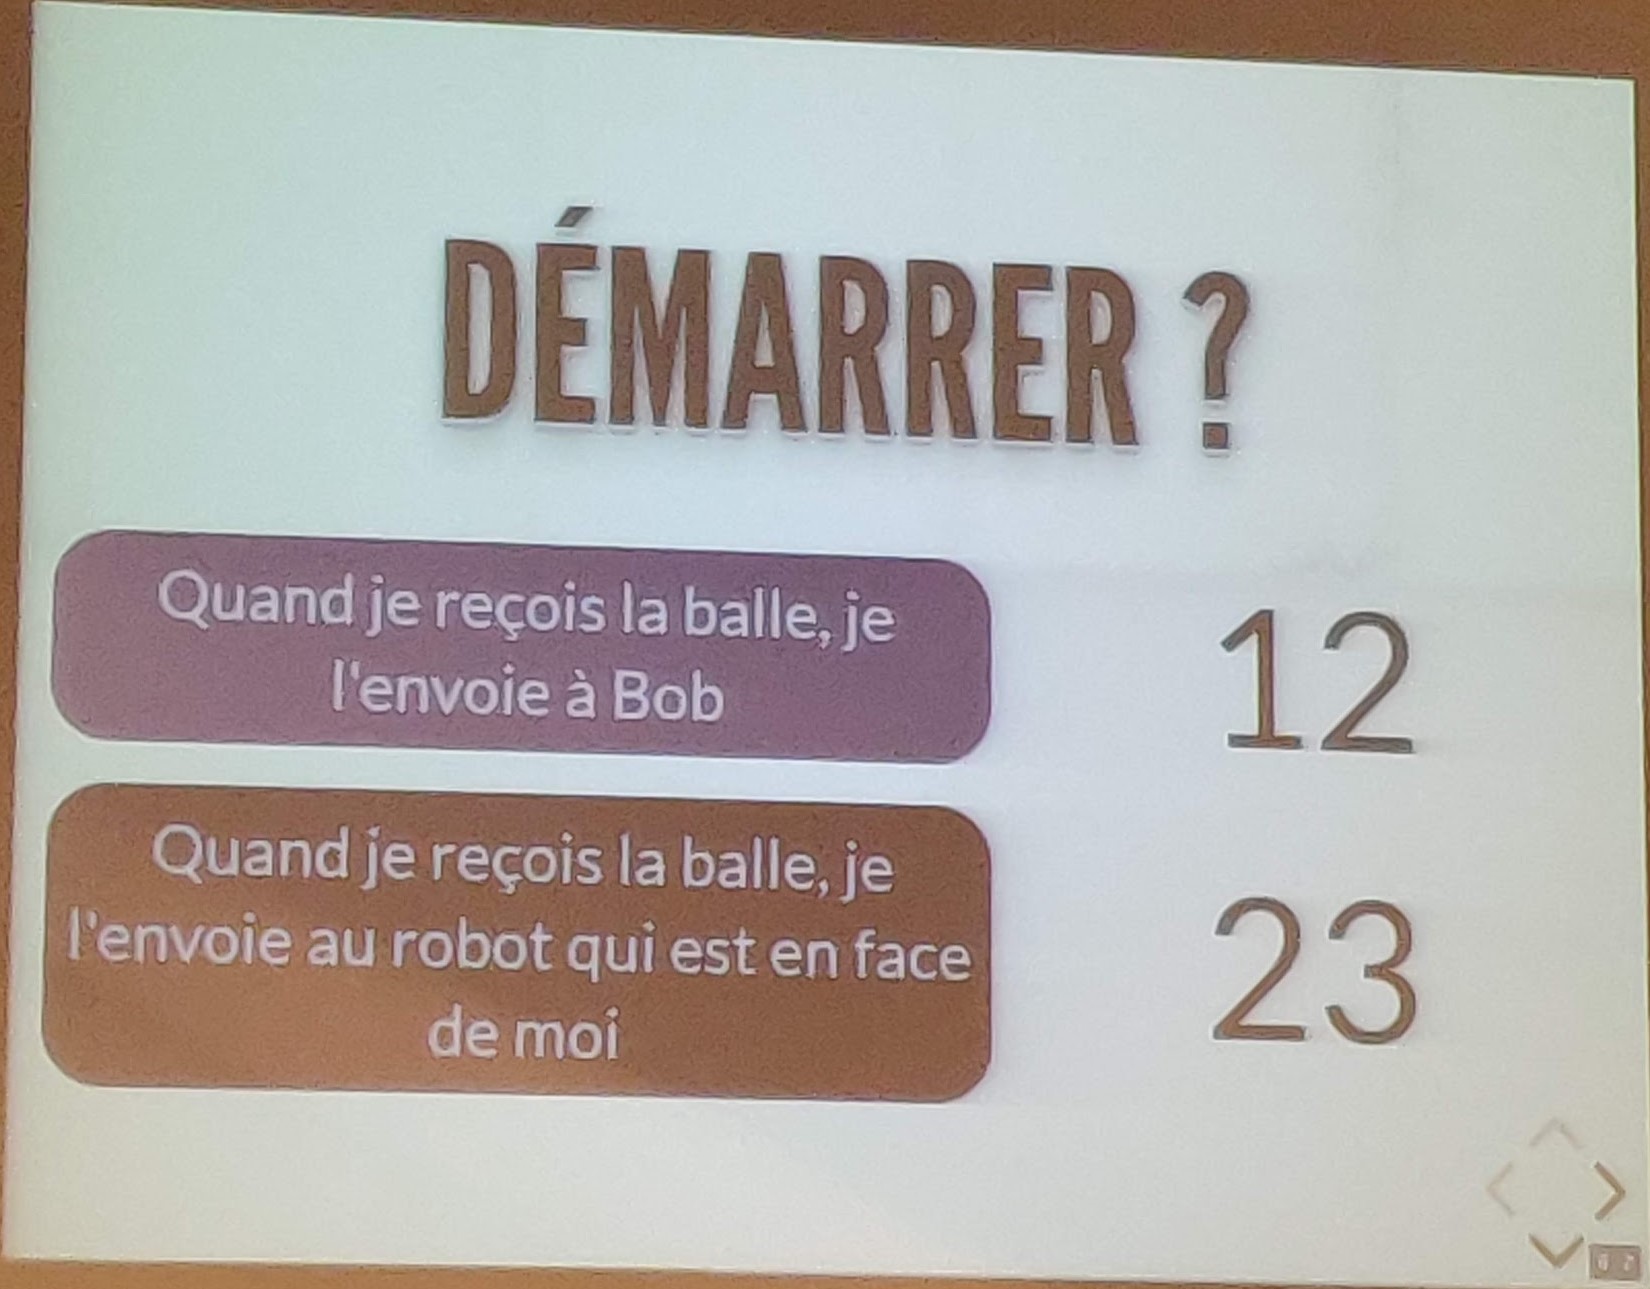 DÉMARRER ?
Quand je reçois la balle, je
l'envoie à Bob
12
Quand je reçois la balle, je
l'envoie au robot qui est en face
de moi
23